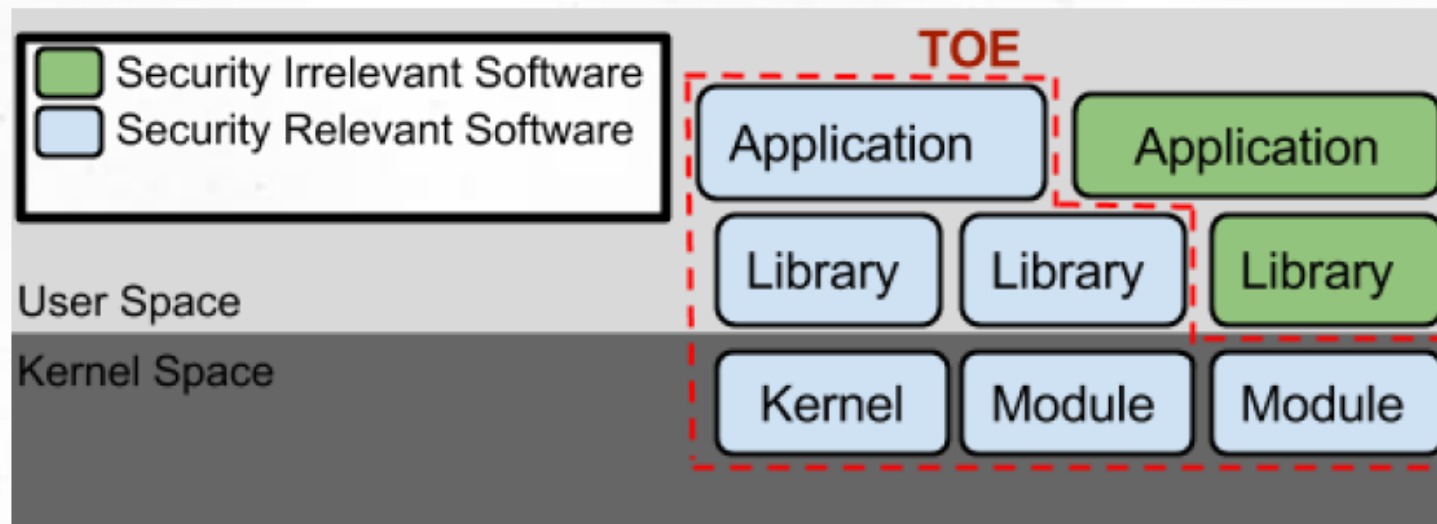 Security Irrelevant Software
Security Relevant Software
TOE
Application
Application
Library
Library
Library
User Space
Kernel Space
Kernel
Module
Module